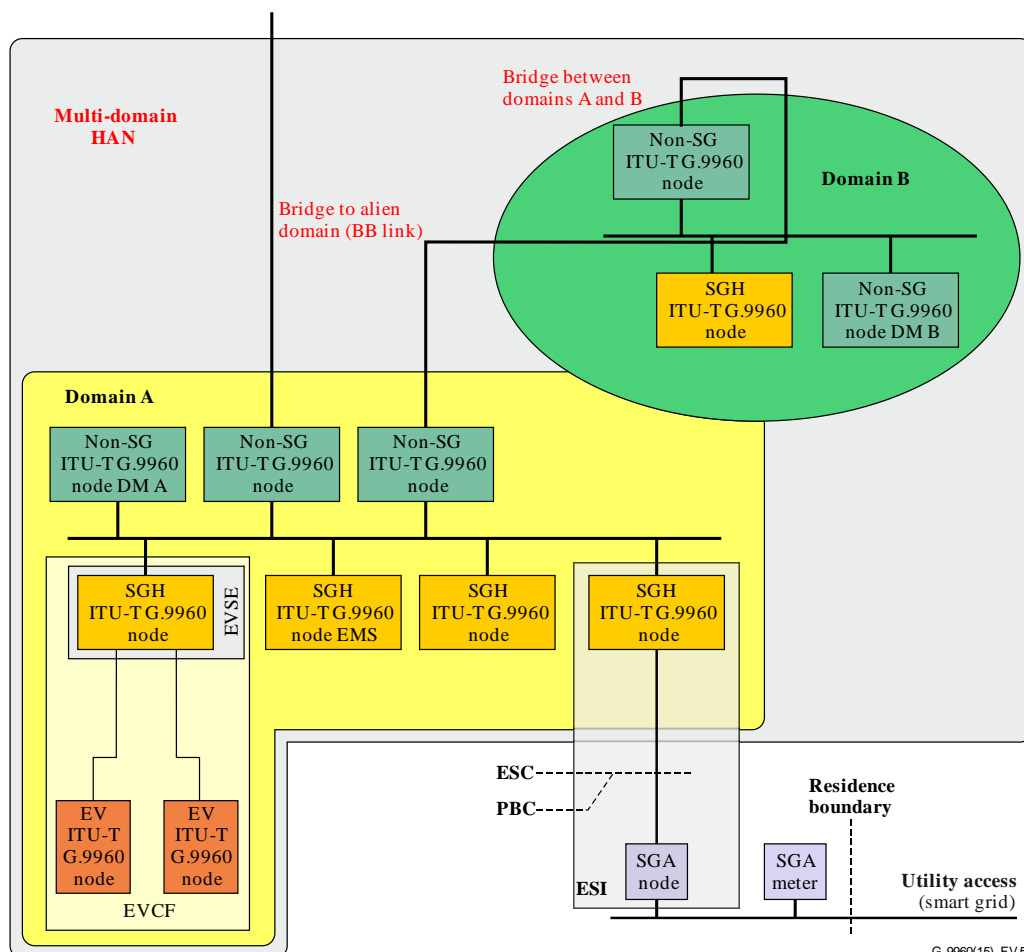 Multi-domain
HAN
Bridge between
domains A and B
Bridge to alien
domain (BB link)
Non-SG
ITU-T G.9960
node
Domain B
SGH
ITU-T G.9960
node
Non-SG
ITU-T G.9960
node DM B
Domain A
Non-SG
ITU-T G.9960
node DM A
Non-SG
ITU-T G.9960
node
Non-SG
ITU-T G.9960
node
SGH
ITU-T G.9960
node
EVSE
SGH
ITU-T G.9960
node EMS
SGH
ITU-T G.9960
node
SGH
ITU-T G.9960
node
EV
ITU-T
G.9960
node
EV
ITU-T
G.9960
node
EVCF
ESC
PBC
ESI
SGA
node
SGA
meter
Residence
boundary
Utility access
(smart grid)